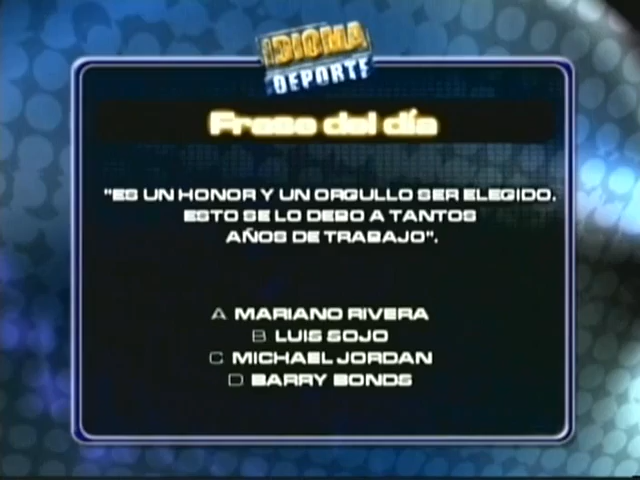 IDIOMA
DEPORTE
Frase del día
"ES UN HONOR Y UN ORGULLO SER ELEGIDO.
ESTO SE LO DEBO A TANTOS
AÑOS DE TRABAJO".
A MARIANO RIVERA
B LUIS SOJO
C MICHAEL JORDAN
D BARRY BONDS